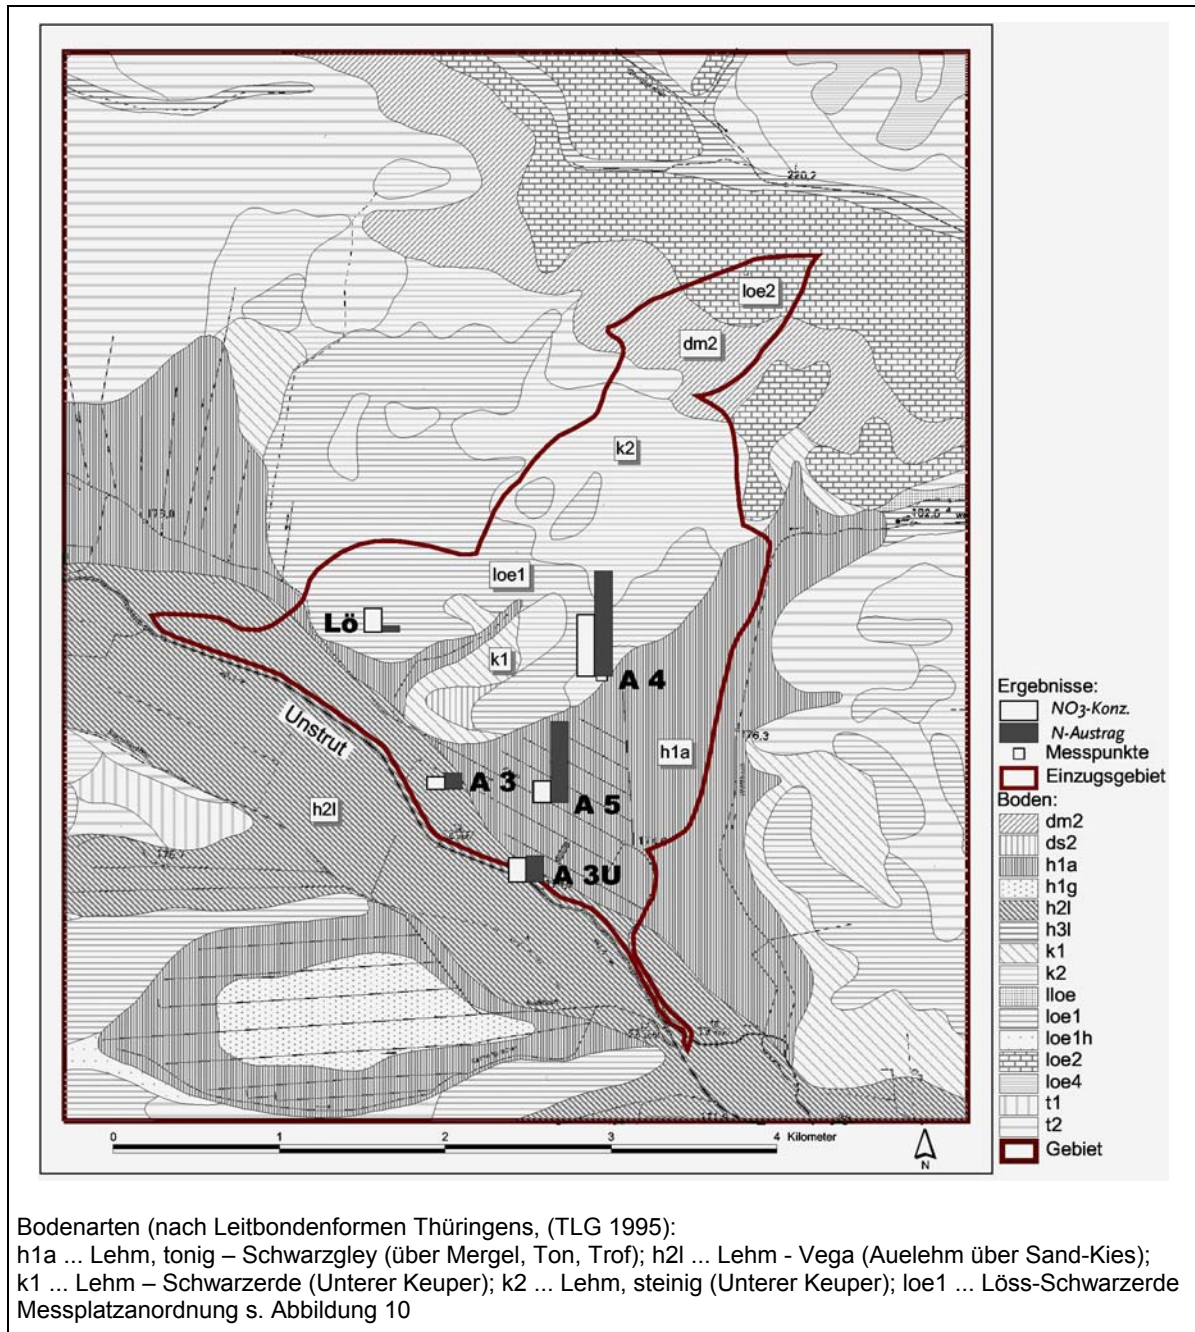 220,2
loe2
dm2
k2
loe1
Lö
k1
A 4
Unstrut
176.3
h1a
A 3
A 5
h2l
A 3U
Ergebnisse:
NO3-Konz.
N-Austrag
Messpunkte
Einzugsgebiet
Boden:
dm2
ds2
h1a
h1g
h2l
h3l
k1
k2
lloe
loe1
loe1h
loe2
loe4
t1
t2
Gebiet
0 1 2 3 4 Kilometer
N
Bodenarten (nach Leitbondenformen Thüringens, (TLG 1995):
h1a ... Lehm, tonig – Schwarzgley (über Mergel, Ton, Trof); h2l ... Lehm - Vega (Auelehm über Sand-Kies);
k1 ... Lehm – Schwarzerde (Unterer Keuper); k2 ... Lehm, steinig (Unterer Keuper); loe1 ... Löss-Schwarzerde
Messplatzanordnung s. Abbildung 10